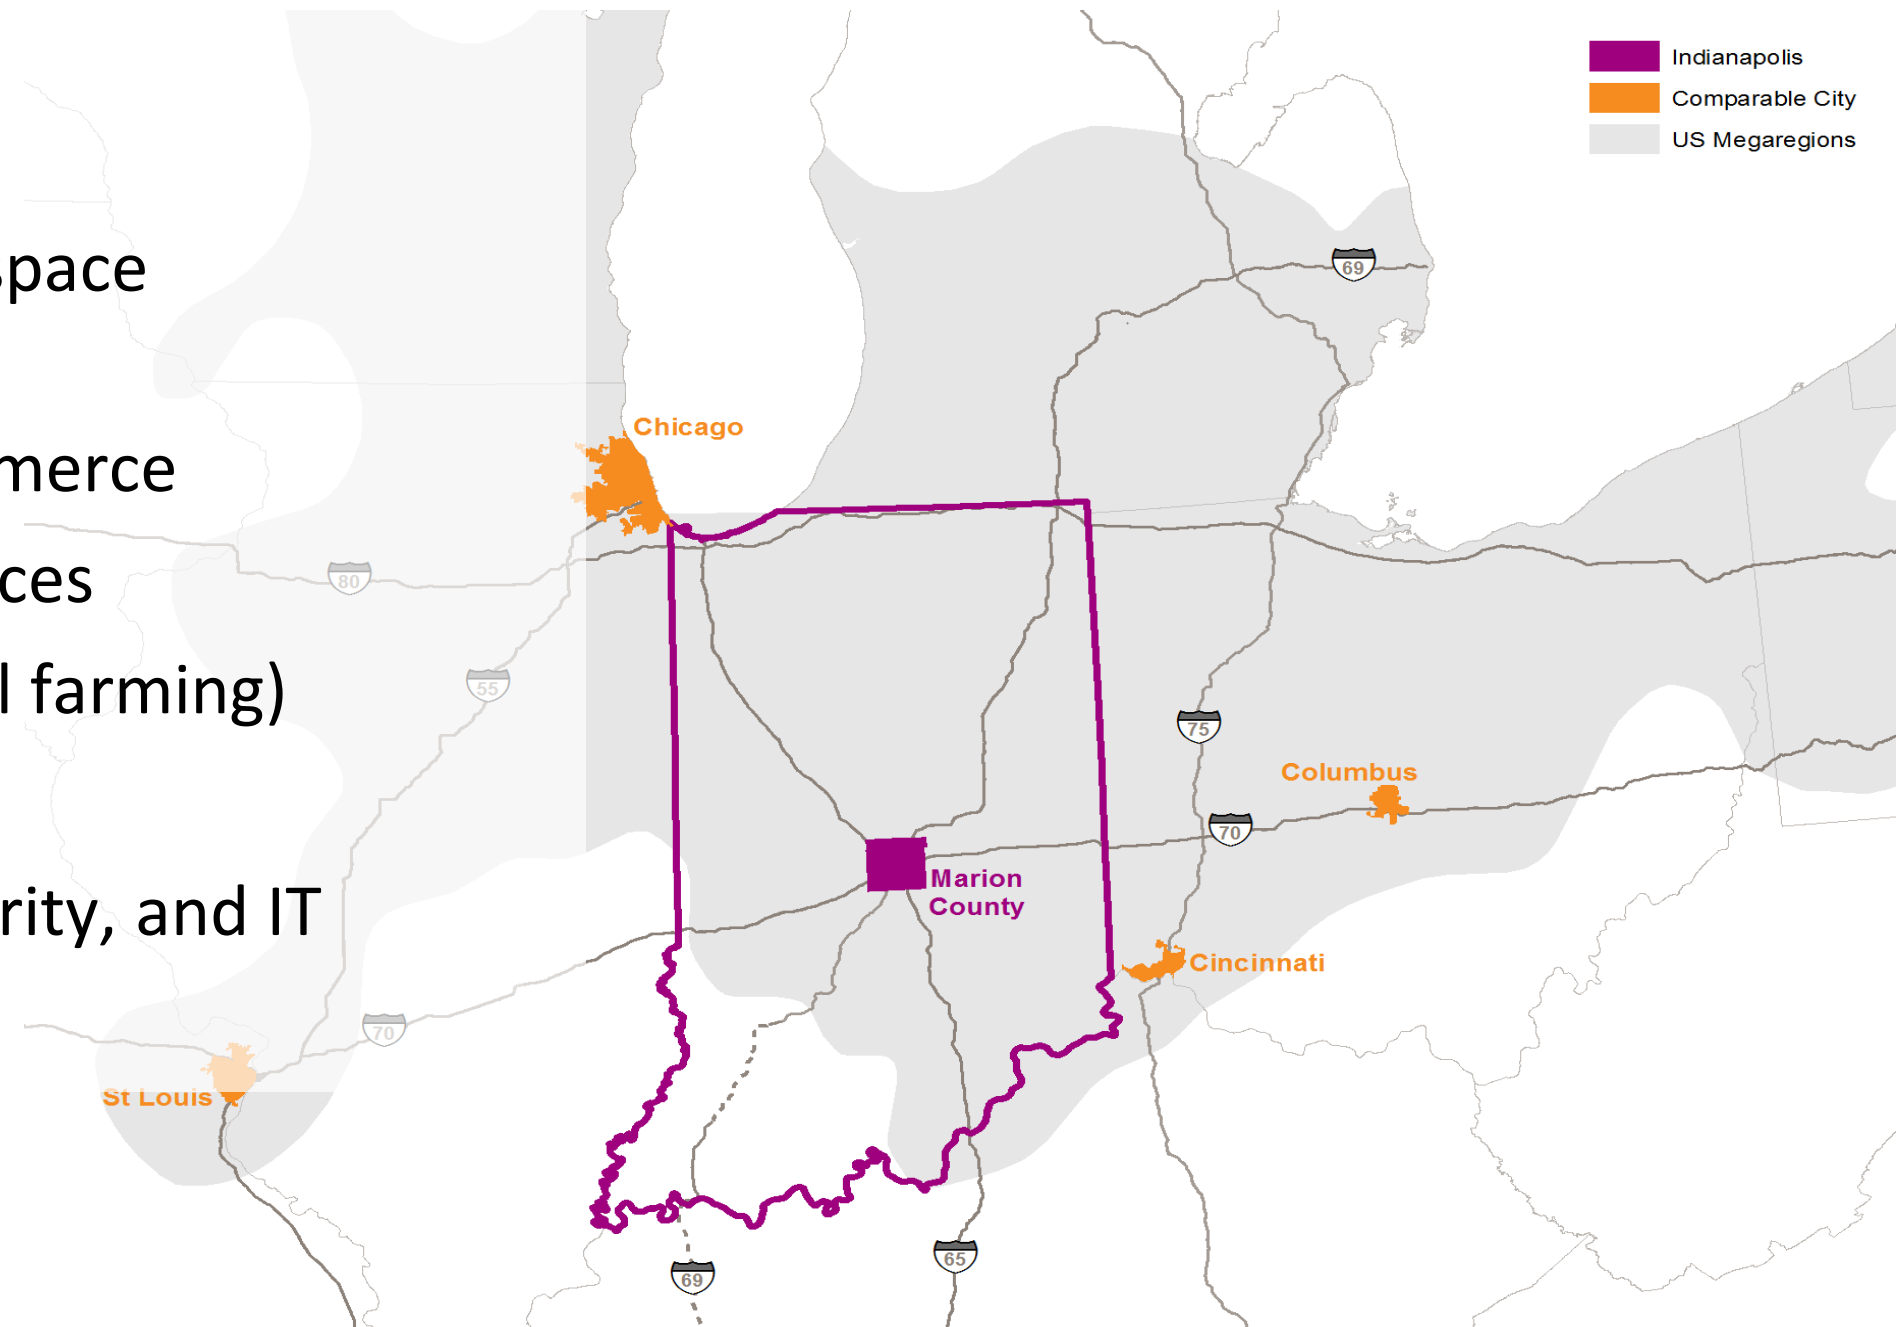 Indianapolis
Comparable City
US Megaregions
space
69
Chicago
merce
80
ces
55
l farming)
75
Columbus
70
Marion
County
rity, and IT
Cincinnati
70
St Louis
65
69